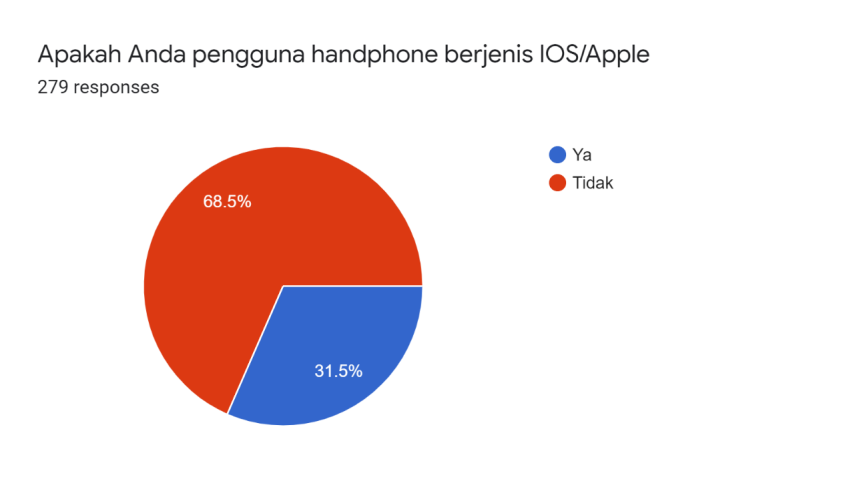 Apakah Anda pengguna handphone berjenis IOS/Apple
279 responses
Ya
Tidak
68.5%
31.5%